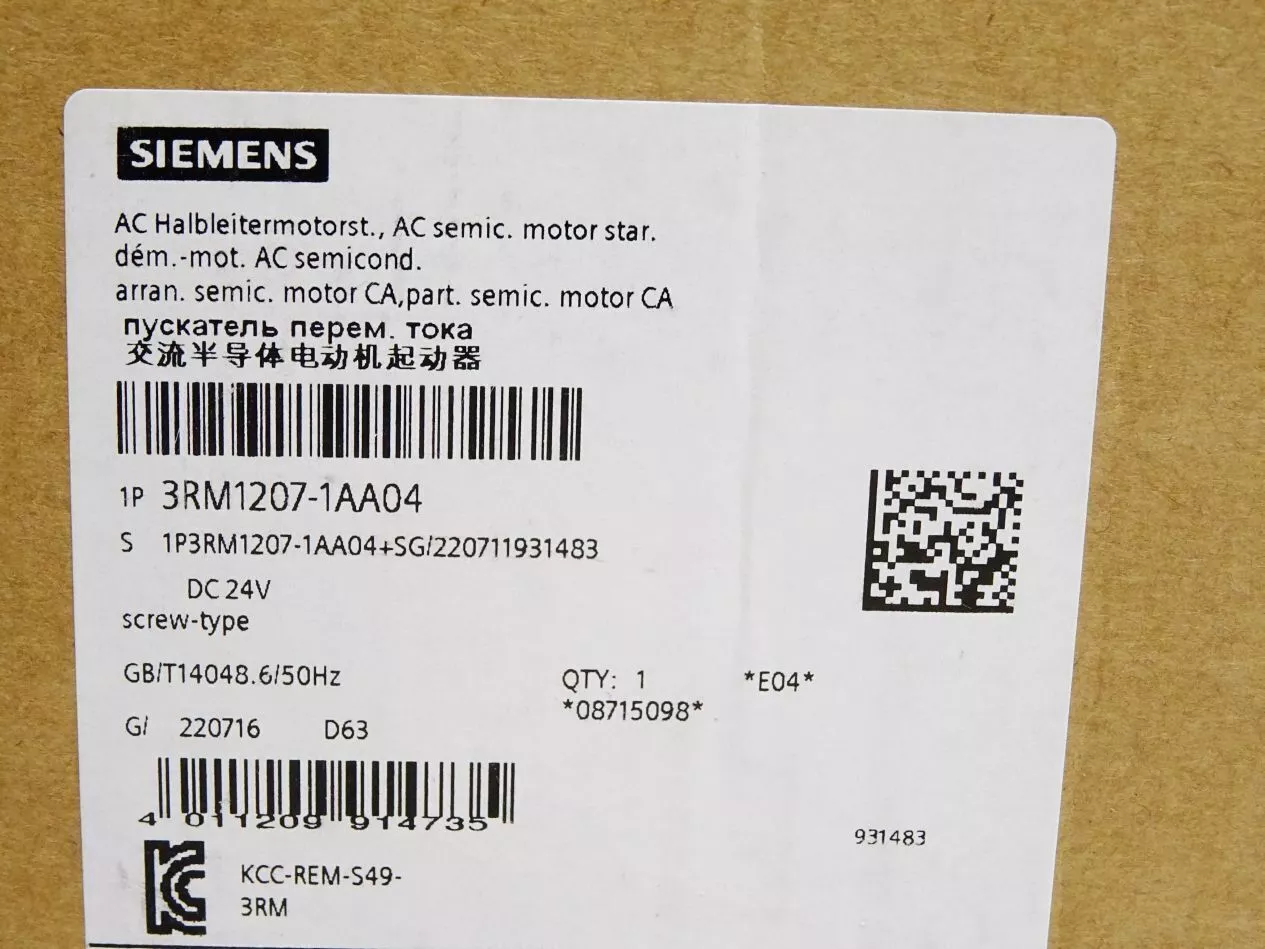 SIEMENS
AC Halbleitermotorst., AC semic. motor star.
dém.-mot. AC semicond.
arran. semic. motor CA,part. semic. motor CA
пускатель перем. тока
交流半导体电动机起动器
1P 3RM1207-1AA04
S 1P3RM1207-1AA04+SG/220711931483
DC 24V
screw-type
GB/T14048.6/50Hz
QTY: 1 *E04*
*08715098*
G/ 220716 D63
4 011209 914735
931483
KCC-REM-S49-
3RM